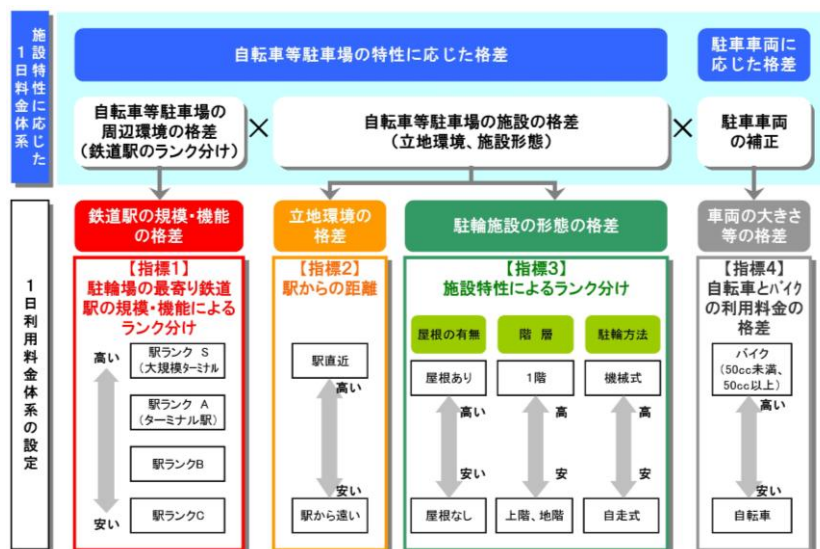 施設特性に応じた
1日料金体系
自転車等駐車場の特性に応じた格差
駐車車両に
応じた格差
自転車等駐車場の
周辺環境の格差
(鉄道駅のランク分け)
×
自転車等駐車場の施設の格差
(立地環境、施設形態)
×
駐車車両
の補正
1日利用料金体系の設定
鉄道駅の規模・機能
の格差
【指標1】
駐輪場の最寄り鉄道
駅の規模・機能による
ランク分け
高い
安い
駅ランク S
(大規模ターミナル
駅ランク A
(ターミナル駅)
駅ランクB
駅ランクC
立地環境の
格差
【指標2】
駅からの距離
駅直近
高い
安い
駅から遠い
駐輪施設の形態の格差
【指標3】
施設特性によるランク分け
屋根の有無
階 層
駐輪方法
屋根あり
1階
機械式
高い
高
高
安い
安
安
屋根なし
上階、地階
自走式
車両の大きさ
等の格差
【指標4】
自転車とバイク
の利用料金の
格差
バイク
(50cc未満、
50cc以上)
高い
安い
自転車